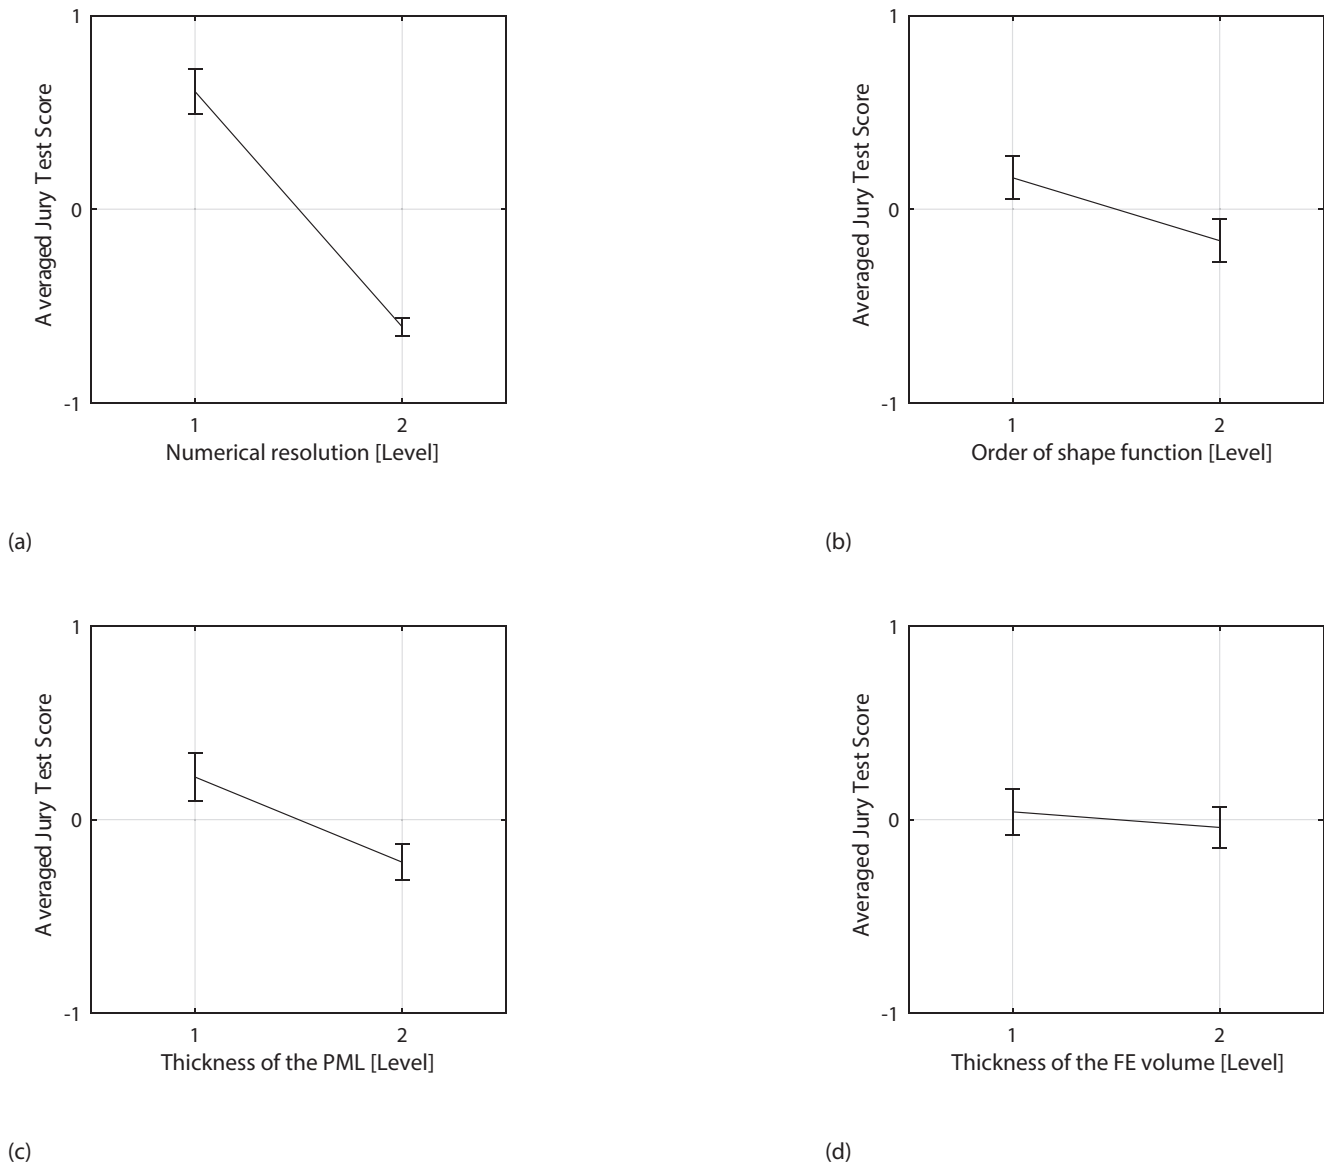 1
0
-1
Averaged Jury Test Score
1
2
Numerical resolution [Level]
(a)
1
0
-1
Averaged Jury Test Score
1
2
Order of shape function [Level]
(b)
1
0
-1
Averaged Jury Test Score
1
2
Thickness of the PML [Level]
(c)
1
0
-1
Averaged Jury Test Score
1
2
Thickness of the FE volume [Level]
(d)